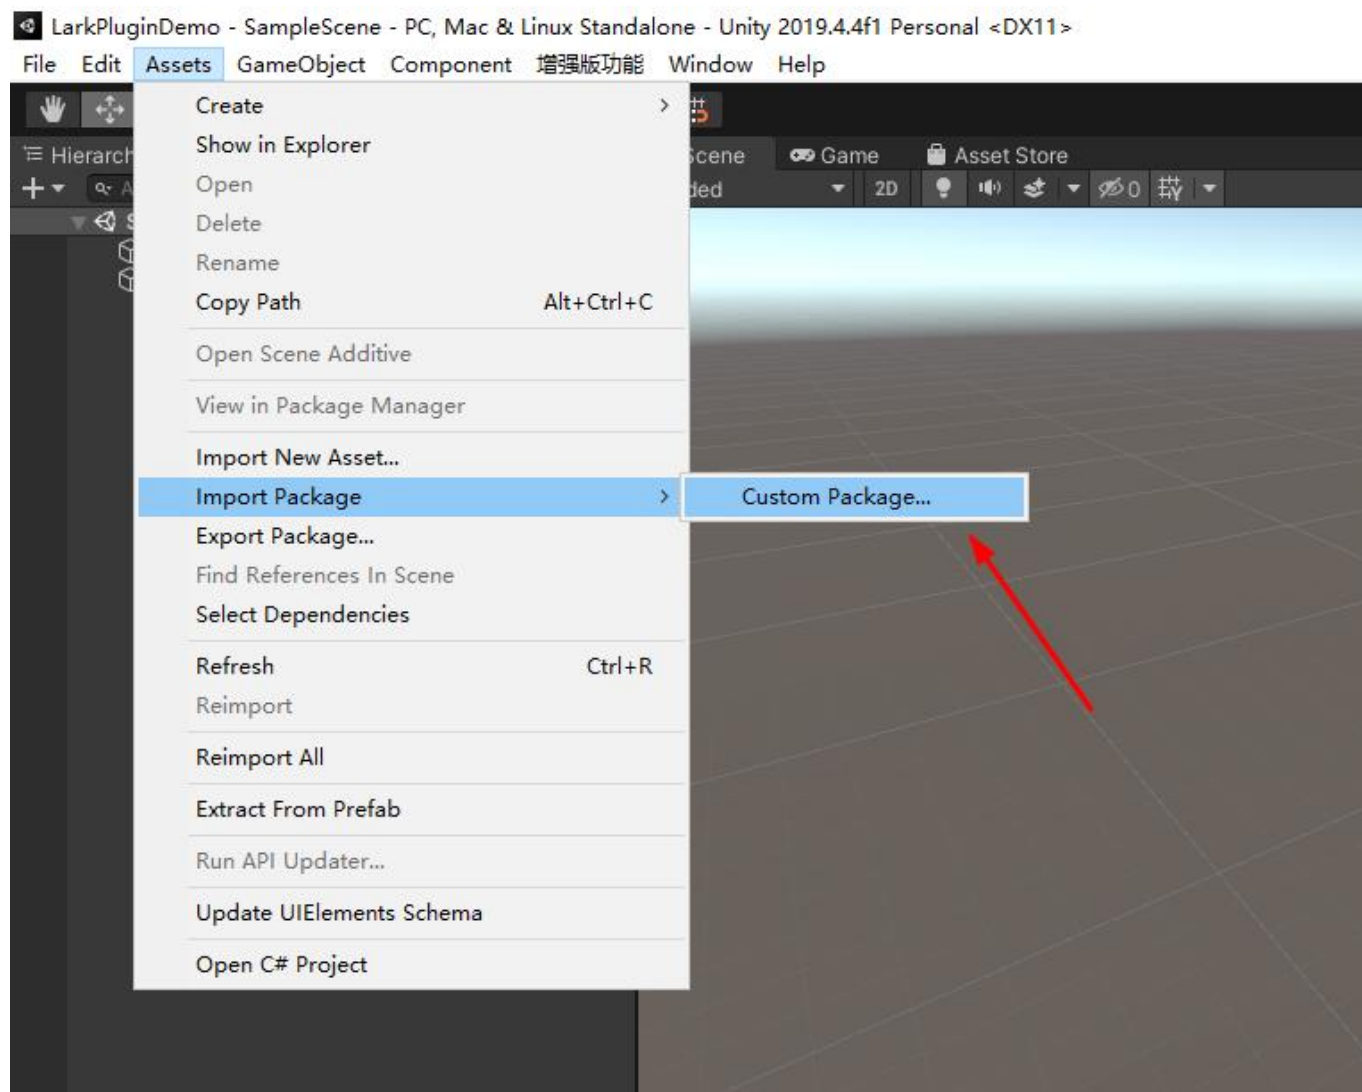 LarkPluginDemo - SampleScene - PC, Mac & Linux Standalone - Unity 2019.4.4f1 Personal <DX11>
File Edit Assets GameObject Component 增强版功能 Window Help
Create
Show in Explorer
Open
Delete
Rename
Copy Path Alt+Ctrl+C
Open Scene Additive
View in Package Manager
Import New Asset...
Import Package
Export Package...
Find References In Scene
Select Dependencies
Refresh Ctrl+R
Reimport
Reimport All
Extract From Prefab
Run API Updater...
Update UIElements Schema
Open C# Project
Custom Package...
Hierarch
Game Asset Store
2D 0